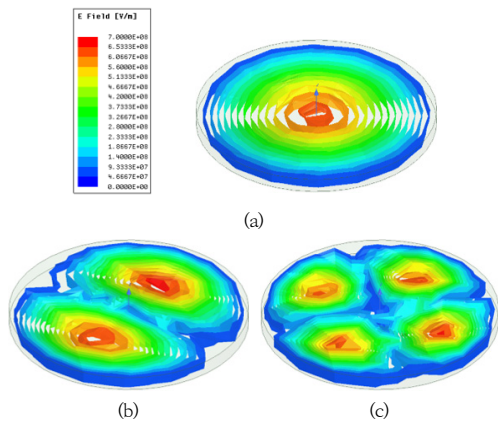 E Field [V/m]
7.0000E+08
6.5333E+08
6.0667E+08
5.6000E+08
5.1333E+08
4.6667E+08
4.2000E+08
3.7333E+08
3.2667E+08
2.8000E+08
2.3333E+08
1.8667E+08
1.4000E+08
9.3333E+07
4.6667E+07
0.0000E+00
(a)
(b)
(c)